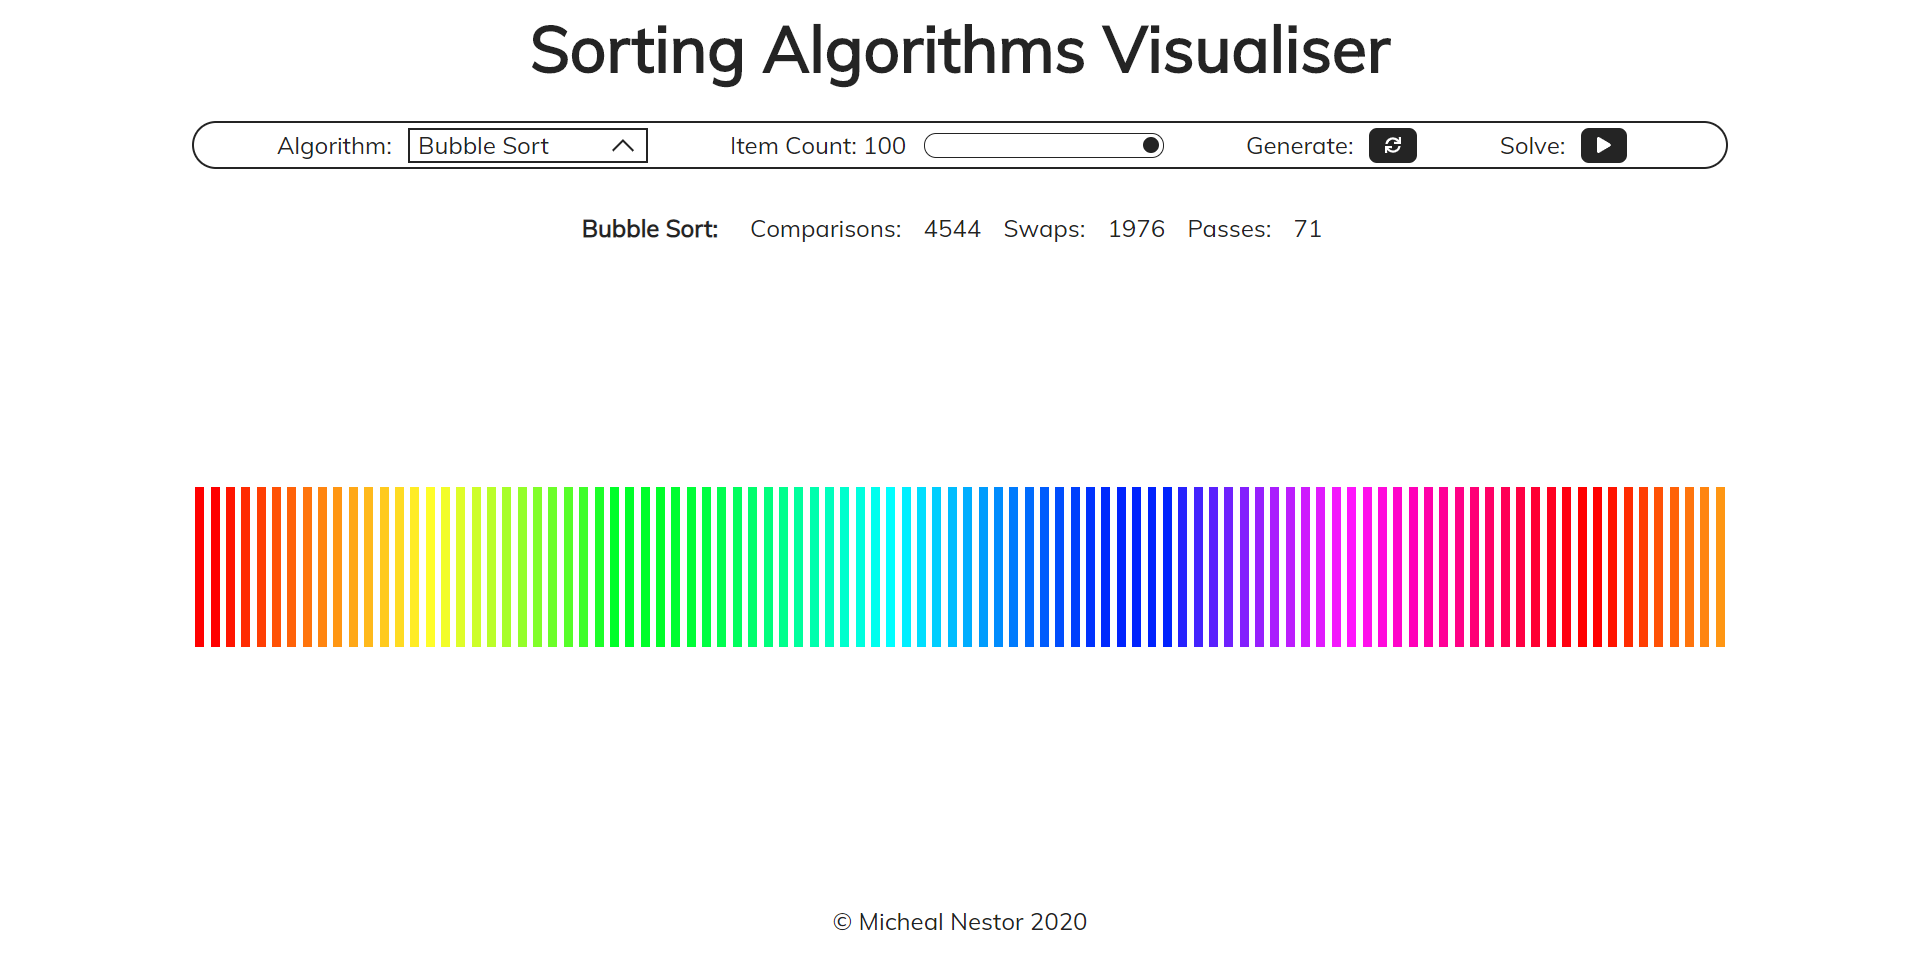 Sorting Algorithms Visualiser
Algorithm: Bubble Sort Item Count: 100 Generate: Solve:
Bubble Sort: Comparisons: 4544 Swaps: 1976 Passes: 71
© Micheal Nestor 2020